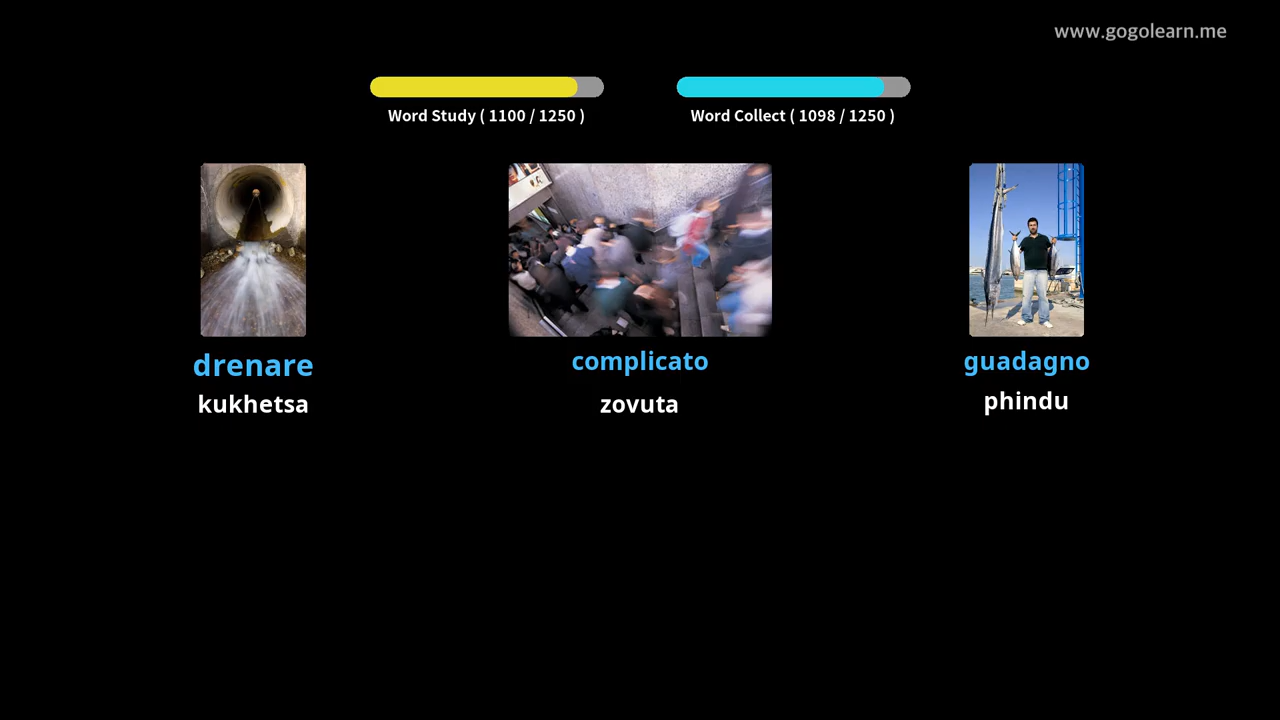 www.gogolearn.me
Word Study ( 1100 / 1250 )
Word Collect ( 1098 / 1250 )
drenare
kukhetsa
complicato
zovuta
guadagno
phindu